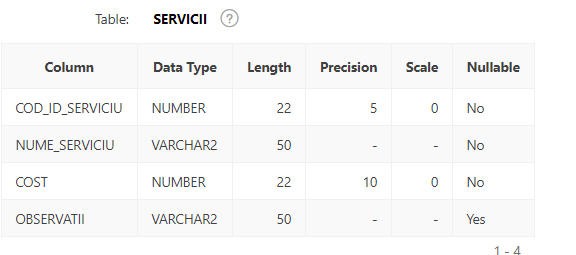 Table: SERVICII ?
Column Data Type Length Precision Scale Nullable
COD_ID_SERVICIU NUMBER 22 5 0 No
NUME_SERVICIU VARCHAR2 50 - - No
COST NUMBER 22 10 0 No
OBSERVATII VARCHAR2 50 - - Yes
1 - 4